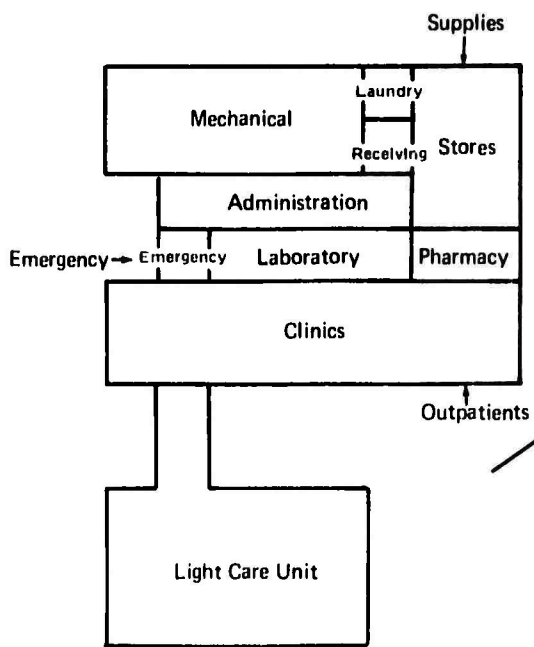 Supplies
Laundry
Mechanical
Receiving
Stores
Administration
Emergency
Emergency
Laboratory
Pharmacy
Clinics
Outpatients
Light Care Unit